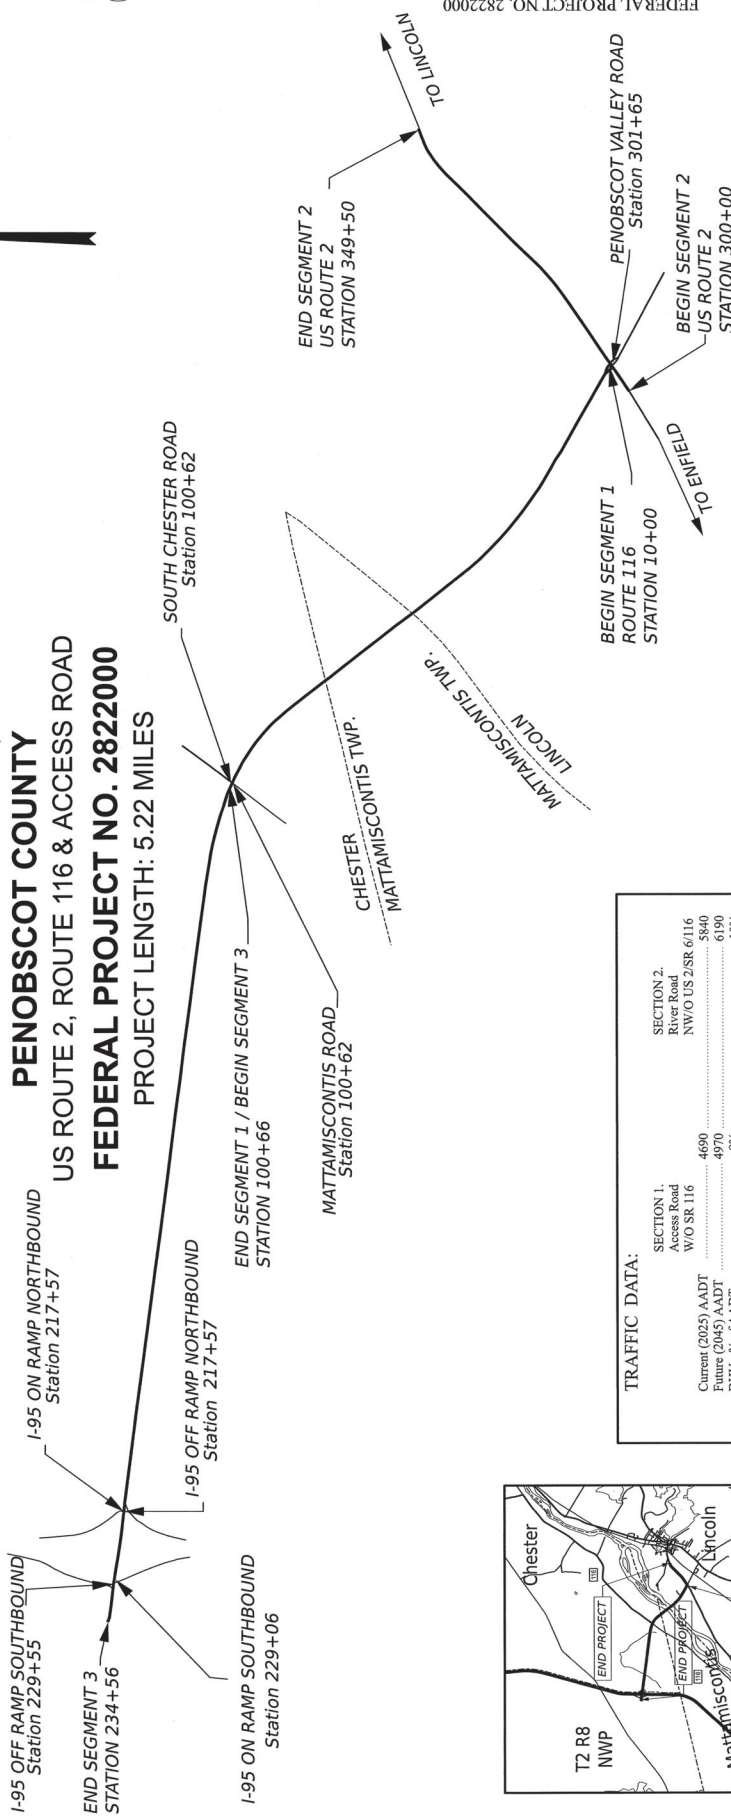 PENOBSCOT COUNTY
US ROUTE 2, ROUTE 116 & ACCESS ROAD
FEDERAL PROJECT NO. 2822000
PROJECT LENGTH: 5.22 MILES
I-95 OFF RAMP SOUTHBOUND
Station 229+55
END SEGMENT 3
STATION 234+56
I-95 ON RAMP SOUTHBOUND
Station 229+06
I-95 ON RAMP NORTHBOUND
Station 217+57
I-95 OFF RAMP NORTHBOUND
Station 217+57
END SEGMENT 1 / BEGIN SEGMENT 3
STATION 100+66
MATTAMISCONTIS ROAD
Station 100+62
SOUTH CHESTER ROAD
Station 100+62
CHESTER
MATTAMISCONTIS TWP.
MATTAMISCONTIS TWP.
LINCOLN
BEGIN SEGMENT 1
ROUTE 116
STATION 10+00
TO ENFIELD
END SEGMENT 2
US ROUTE 2
STATION 349+50
TO LINCOLN
PENOBSCOT VALLEY ROAD
Station 301+65
BEGIN SEGMENT 2
US ROUTE 2
STATION 300+00
FEDERAL PROJECT NO. 2822000
T2 R8
NWP
Chester
END PROJECT
END PROJECT
116
116
Lincoln
Mattamiscontis
TRAFFIC DATA:
SECTION 1. SECTION 2.
Access Road River Road
W/O SR 116 NW/O US 2/SR 6/116
Current (2025) AADT 4690 5840
Future (2045) AADT 4970 6190